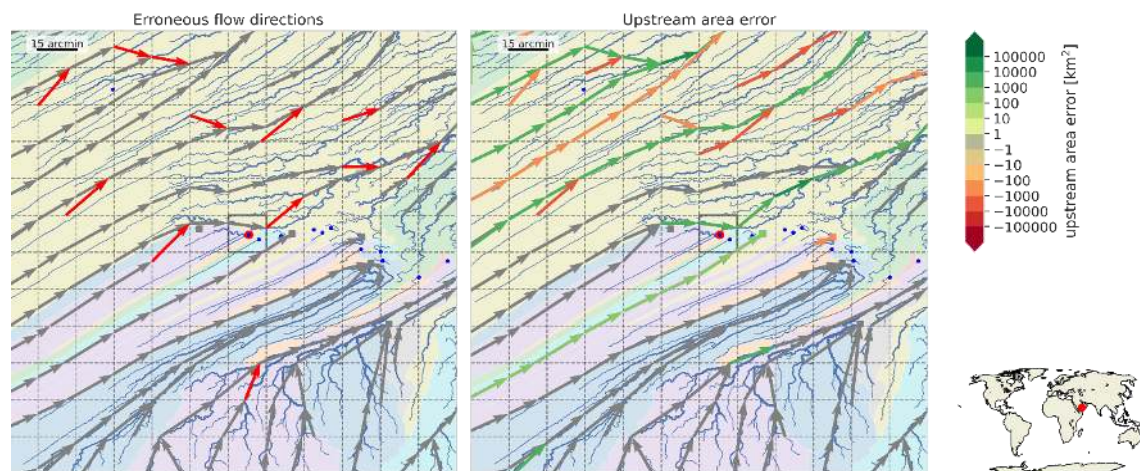 Erroneous flow directions
Upstream area error
15 arcmin
15 arcmin
100000
10000
1000
100
10
1
−1
−10
−100
−1000
−10000
−100000
upstream area error [km²]